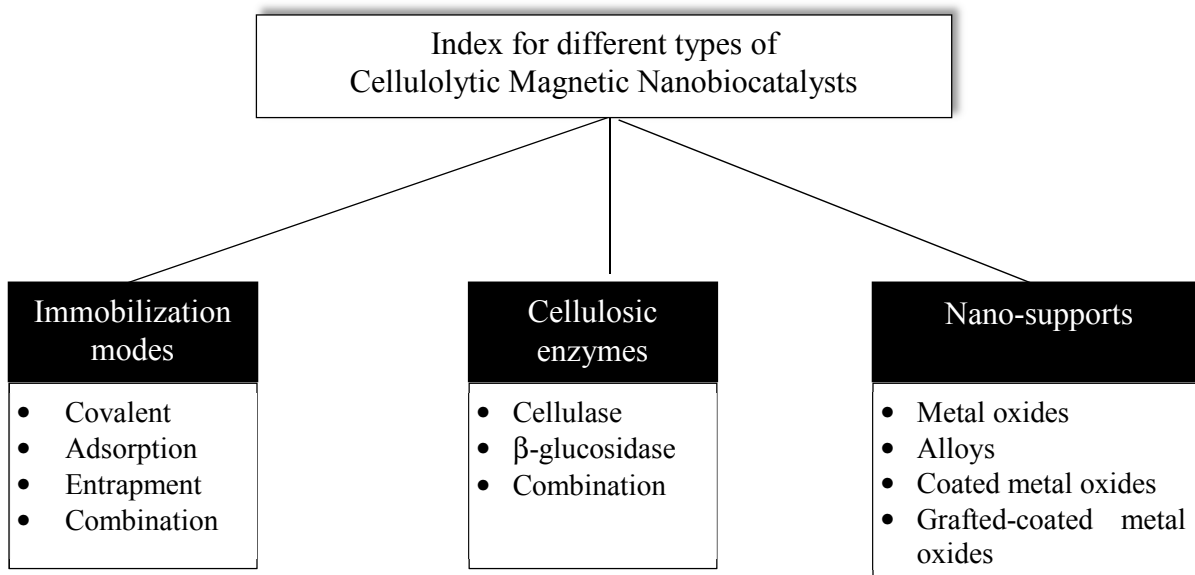 Index for different types of
Cellulolytic Magnetic Nanobiocatalysts
Immobilization
modes
• Covalent
• Adsorption
• Entrapment
• Combination
Cellulosic
enzymes
• Cellulase
• β-glucosidase
• Combination
Nano-supports
• Metal oxides
• Alloys
• Coated metal oxides
• Grafted-coated metal
oxides